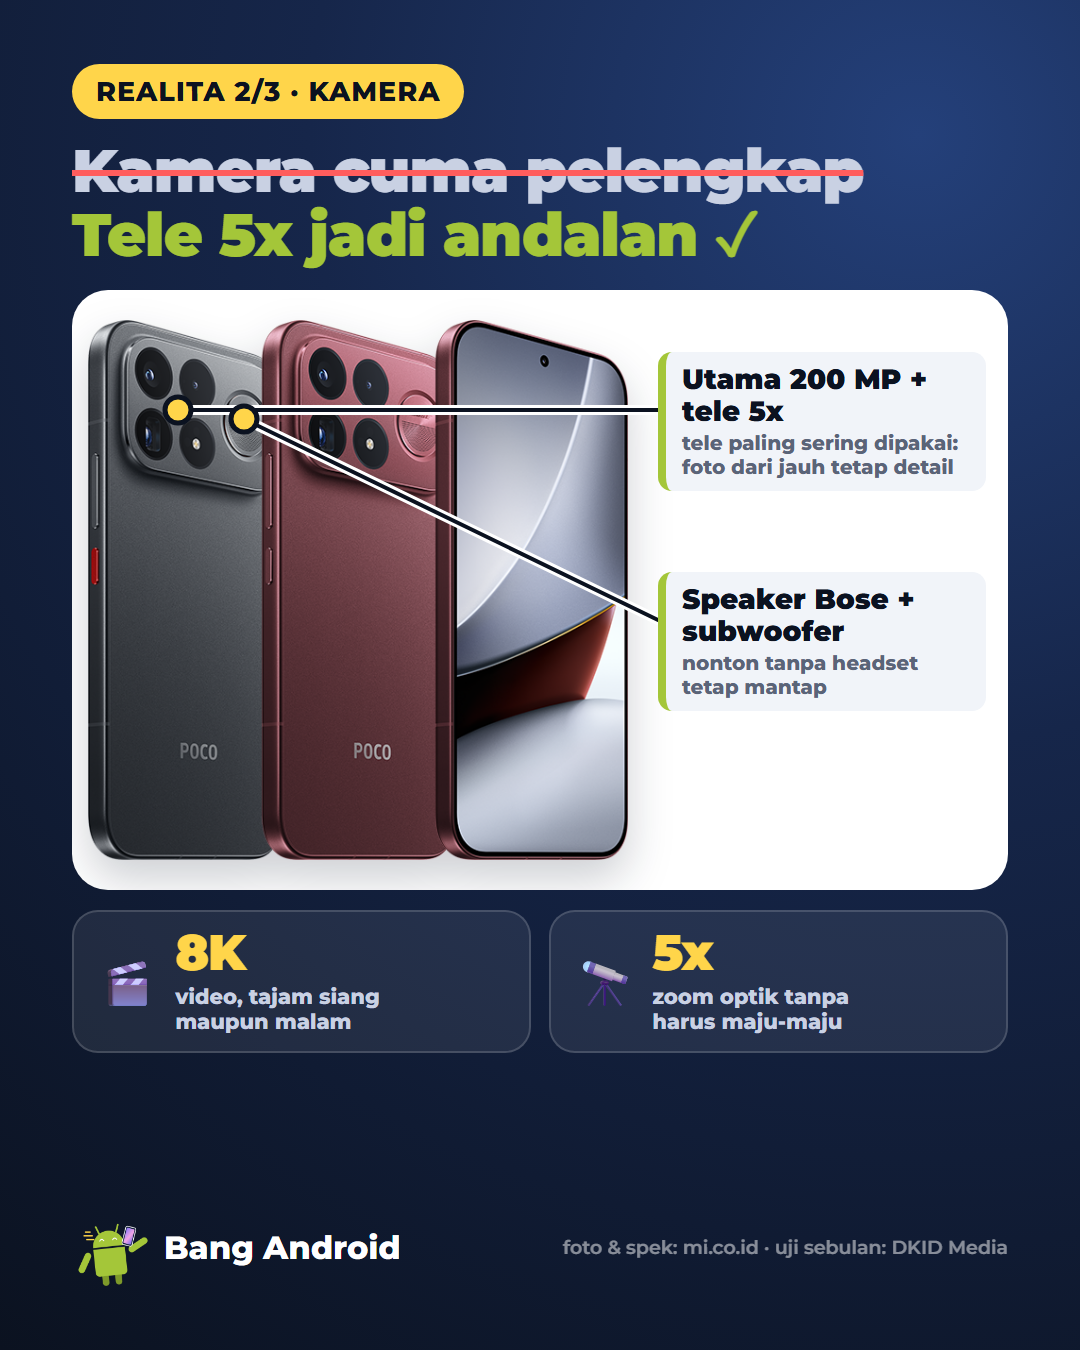 REALITA 2/3 · KAMERA
Kamera cuma pelengkap
Tele 5x jadi andalan ✓
Utama 200 MP +
tele 5x
tele paling sering dipakai:
foto dari jauh tetap detail
Speaker Bose +
subwoofer
nonton tanpa headset
tetap mantap
POCO
POCO
8K
video, tajam siang
maupun malam
5x
zoom optik tanpa
harus maju-maju
Bang Android
foto & spek: mi.co.id · uji sebulan: DKID Media